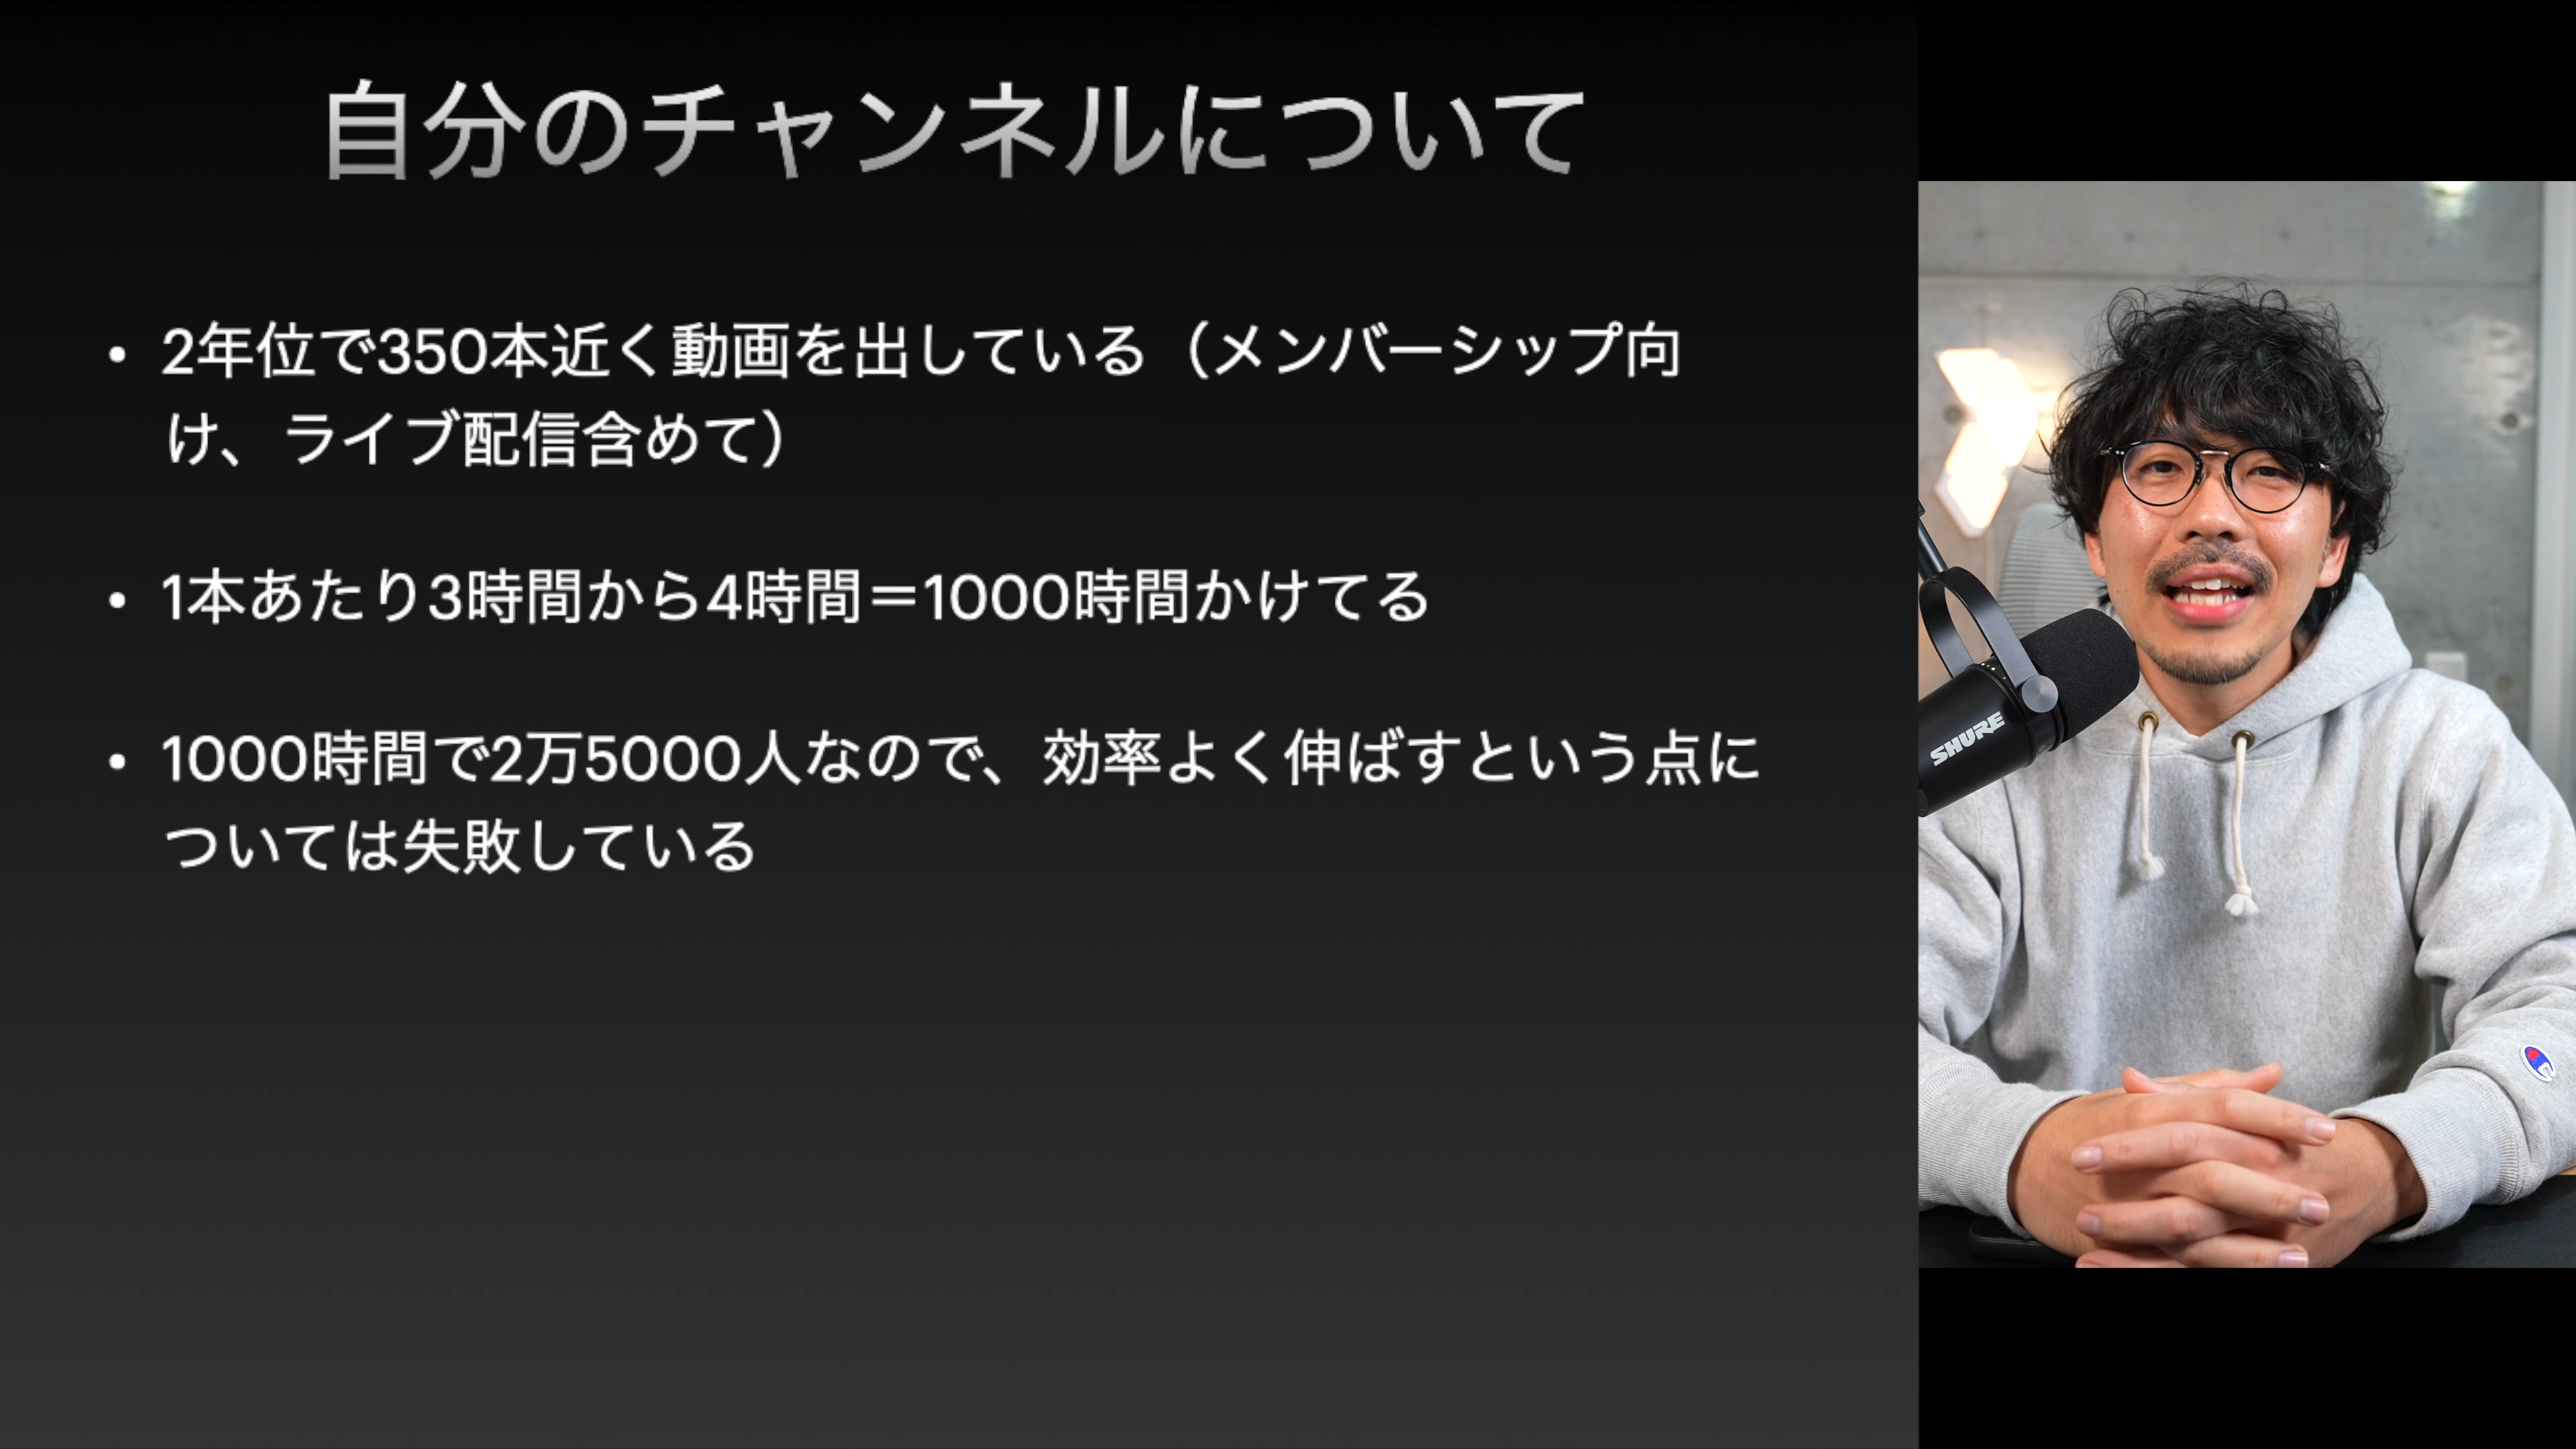 自分のチャンネルについて
• 2年位で350本近く動画を出している（メンバーシップ向
け、ライブ配信含めて）
• 1本あたり3時間から4時間＝1000時間かけてる
• 1000時間で2万5000人なので、効率よく伸ばすという点に
ついては失敗している
SHURE